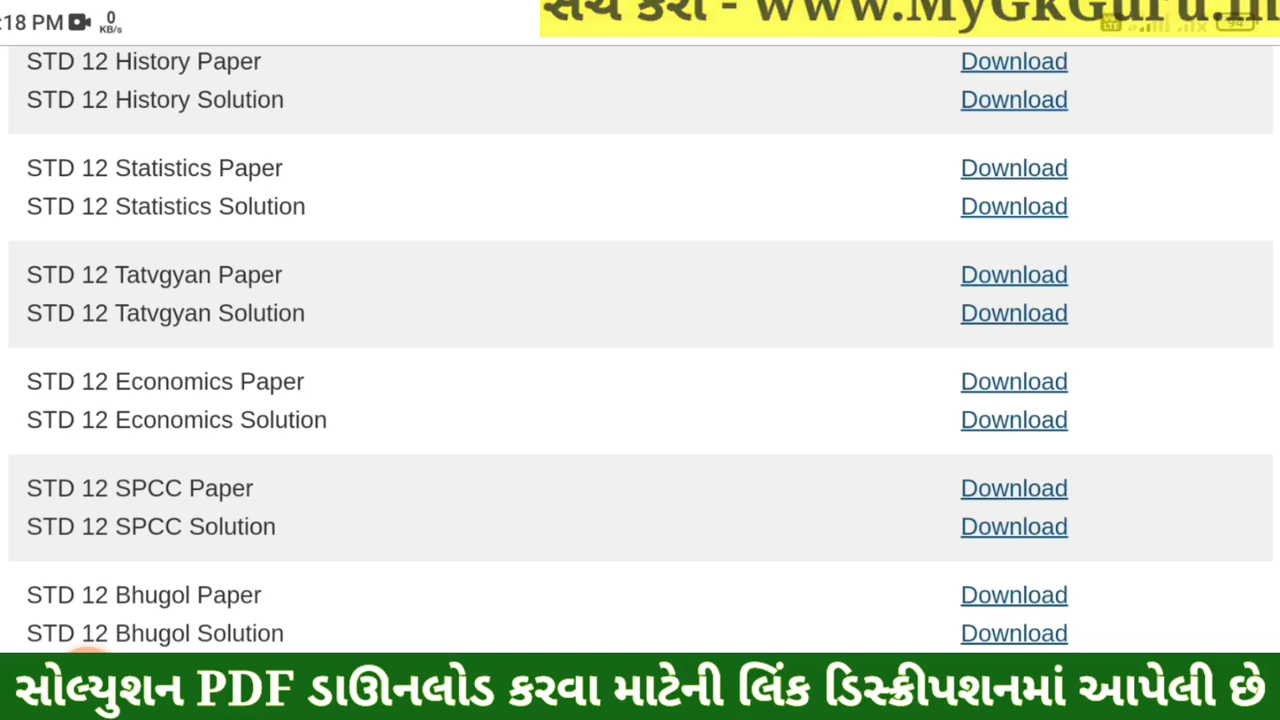 :18 PM 0 KB/s
સર્ચ કરો - www.MyGkGuru.in
94
STD 12 History Paper Download
STD 12 History Solution Download
STD 12 Statistics Paper Download
STD 12 Statistics Solution Download
STD 12 Tatvgyan Paper Download
STD 12 Tatvgyan Solution Download
STD 12 Economics Paper Download
STD 12 Economics Solution Download
STD 12 SPCC Paper Download
STD 12 SPCC Solution Download
STD 12 Bhugol Paper Download
STD 12 Bhugol Solution Download
સોલ્યુશન PDF ડાઊનલોડ કરવા માટેની લિંક ડિસ્ક્રીપશનમાં આપેલી છે